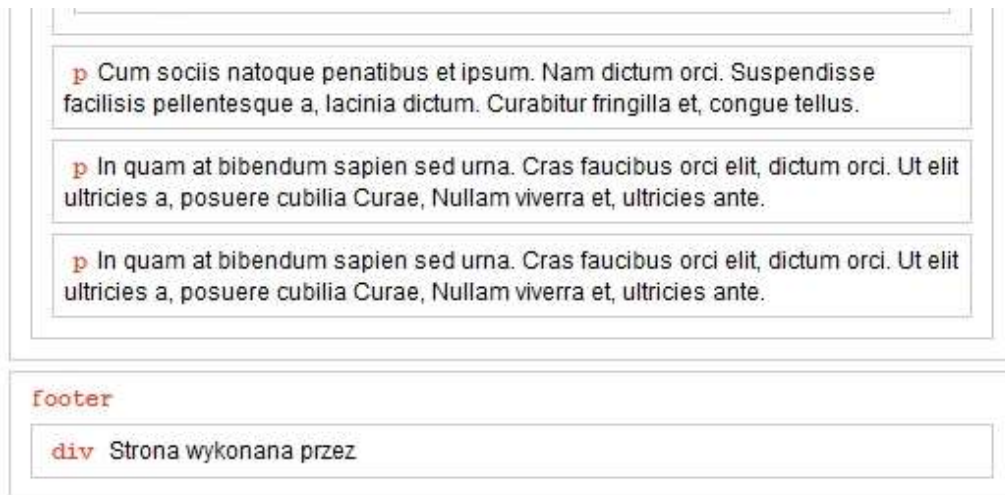 p Cum sociis natoque penatibus et ipsum. Nam dictum orci. Suspendisse
facilisis pellentesque a, lacinia dictum. Curabitur fringilla et, congue tellus.
p In quam at bibendum sapien sed urna. Cras faucibus orci elit, dictum orci. Ut elit
ultricies a, posuere cubilia Curae, Nullam viverra et, ultricies ante.
p In quam at bibendum sapien sed urna. Cras faucibus orci elit, dictum orci. Ut elit
ultricies a, posuere cubilia Curae, Nullam viverra et, ultricies ante.
footer
div Strona wykonana przez